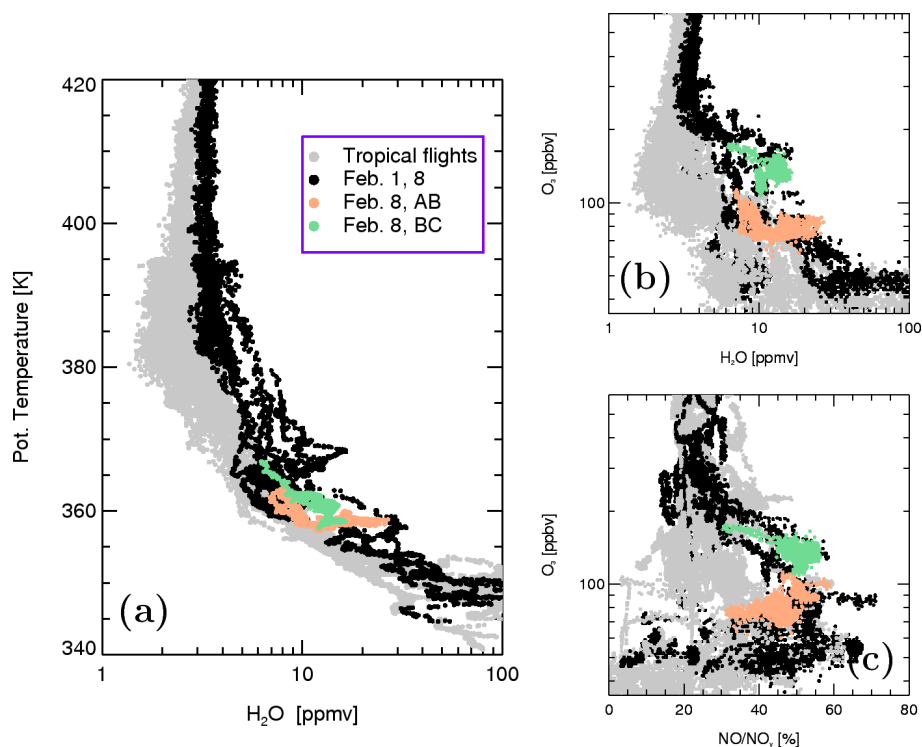 420
400
380
360
340
Pot. Temperature [K]
1
10
100
H₂O [ppmv]
Tropical flights
Feb. 1, 8
Feb. 8, AB
Feb. 8, BC
(a)
100
O₃ [ppbv]
(b)
1
10
100
H₂O [ppmv]
100
O₃ [ppbv]
(c)
0
20
40
60
80
NO/NOᵧ [%]